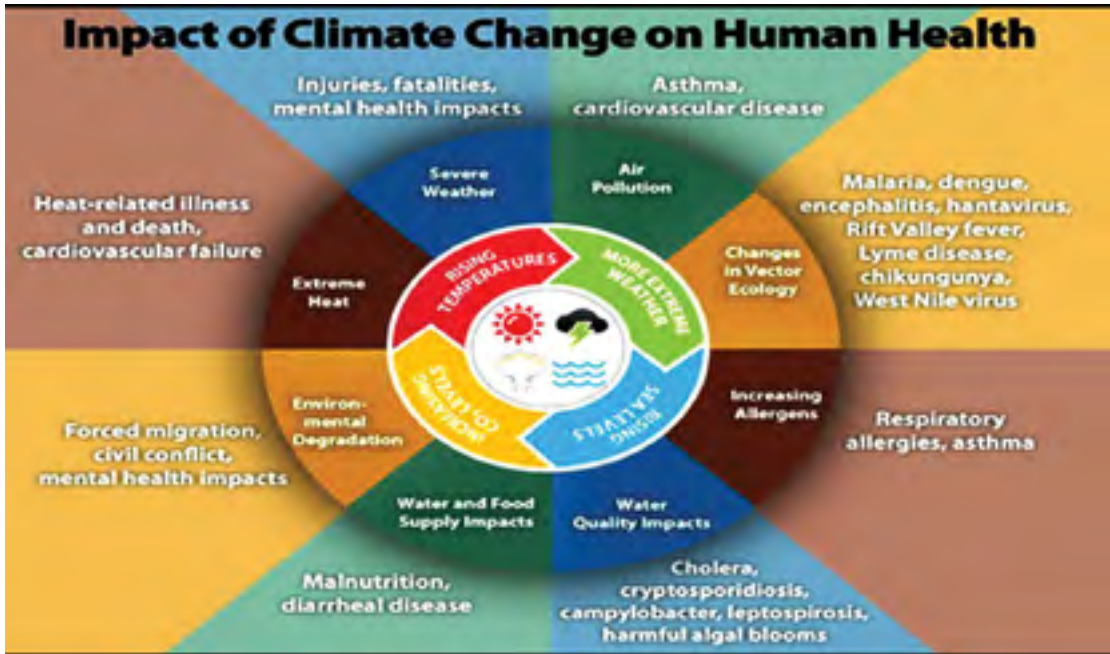 Impact of Climate Change on Human Health
Injuries, fatalities,
mental health impacts
Asthma,
cardiovascular disease
Severe
Weather
Air
Pollution
Heat-related illness
and death,
cardiovascular failure
Extreme
Heat
RISING
TEMPERATURES
MORE EXTREME
WEATHER
Changes
in Vector
Ecology
Malaria, dengue,
encephalitis, hantavirus,
Rift Valley fever,
Lyme disease,
chikungunya,
West Nile virus
Forced migration,
civil conflict,
mental health impacts
Environ-
mental
Degradation
INCREASING
CO₂ LEVELS
RISING
SEA LEVELS
Increasing
Allergens
Respiratory
allergies, asthma
Water and Food
Supply Impacts
Water
Quality Impacts
Malnutrition,
diarrheal disease
Cholera,
cryptosporidiosis,
campylobacter, leptospirosis,
harmful algal blooms